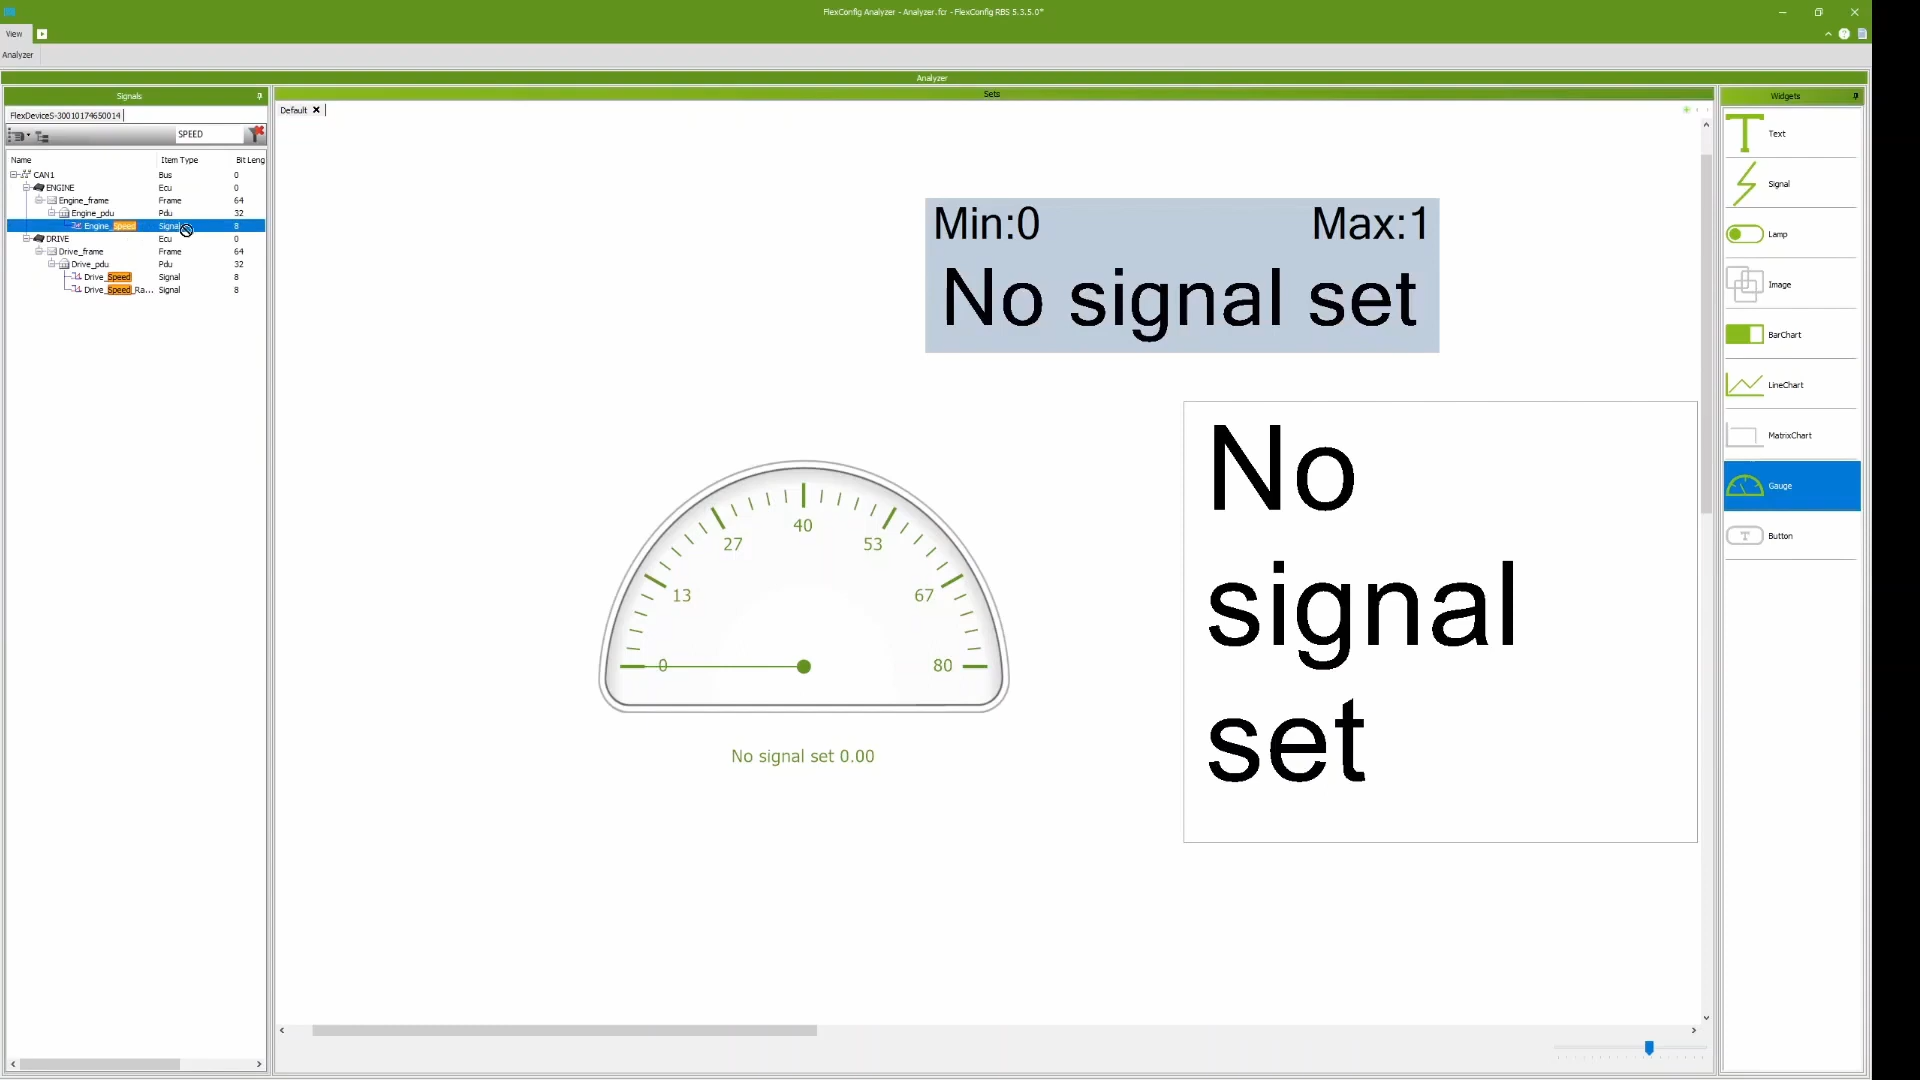 FlexConfig Analyzer - Analyzer.fcr - FlexConfig RBS 5.3.5.0*
View
Analyzer
Analyzer
Signals
FlexDeviceS-30010174650014
SPEED
Name Item Type Bit Leng
CAN1 Bus 0
ENGINE Ecu 0
Engine_frame Frame 64
Engine_pdu Pdu 32
Engine_Speed Signal 8
DRIVE Ecu 0
Drive_frame Frame 64
Drive_pdu Pdu 32
Drive_Speed Signal 8
Drive_Speed_Ra... Signal 8
Sets
Default
Min:0 Max:1
No signal set
0
13
27
40
53
67
80
No signal set 0.00
No
signal
set
Widgets
Text
Signal
Lamp
Image
BarChart
LineChart
MatrixChart
Gauge
Button